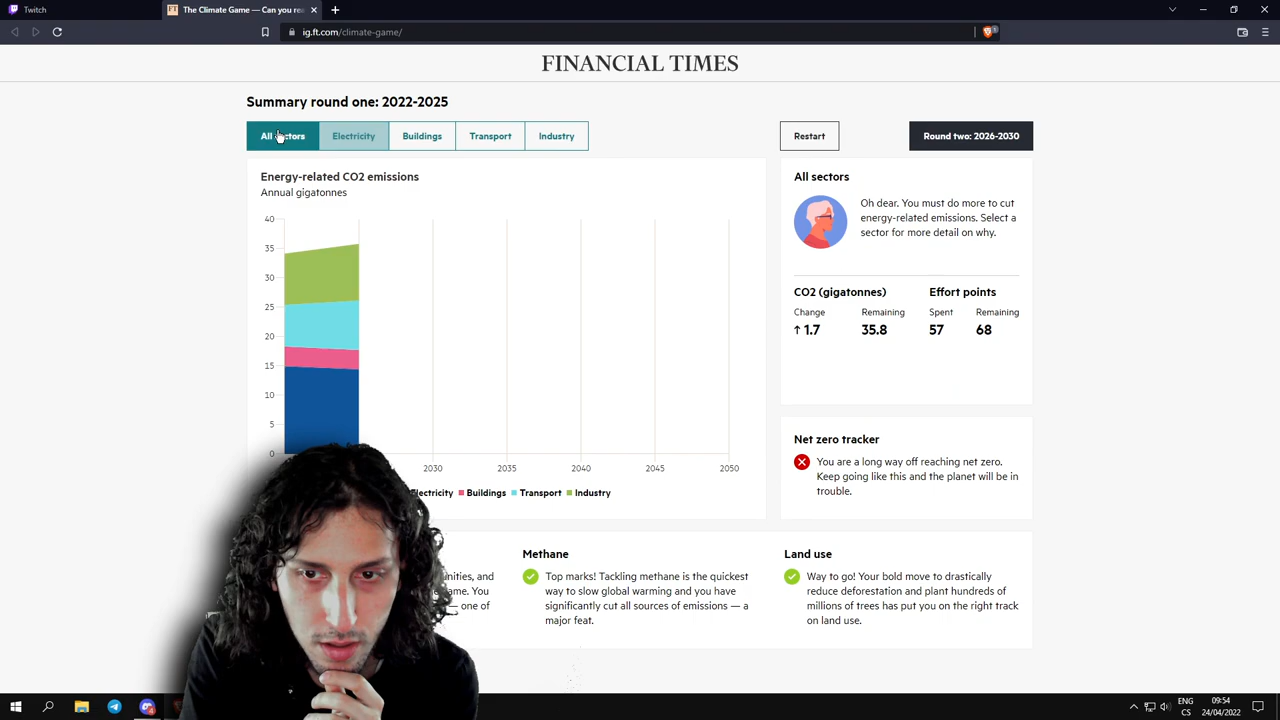 Twitch
The Climate Game — Can you re
ig.ft.com/climate-game/
FINANCIAL TIMES
Summary round one: 2022-2025
All sectors
Electricity
Buildings
Transport
Industry
Restart
Round two: 2026-2030
Energy-related CO2 emissions
Annual gigatonnes
40
35
30
25
20
15
10
5
0
2030
2035
2040
2045
2050
Electricity
Buildings
Transport
Industry
All sectors
Oh dear. You must do more to cut
energy-related emissions. Select a
sector for more detail on why.
CO2 (gigatonnes)
Effort points
Change
Remaining
Spent
Remaining
↑ 1.7
35.8
57
68
Net zero tracker
You are a long way off reaching net zero.
Keep going like this and the planet will be in
trouble.
nities, and
ame. You
— one of
Methane
Top marks! Tackling methane is the quickest
way to slow global warming and you have
significantly cut all sources of emissions — a
major feat.
Land use
Way to go! Your bold move to drastically
reduce deforestation and plant hundreds of
millions of trees has put you on the right track
on land use.
ENG
CS
09:54
24/04/2022